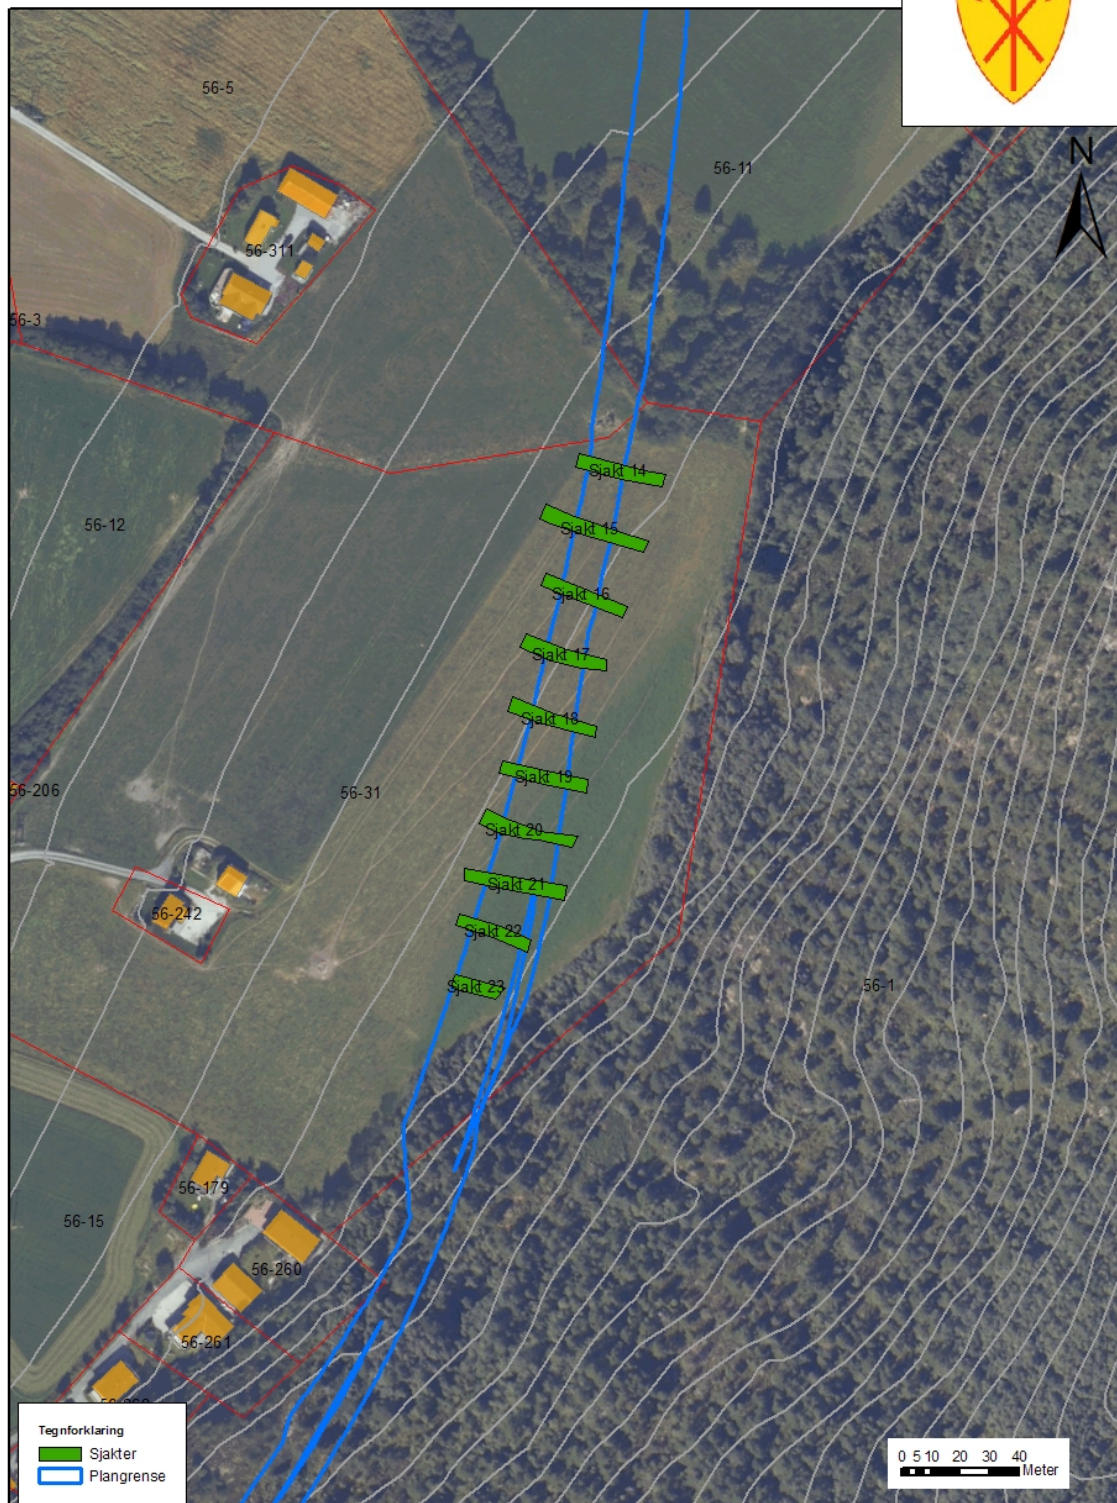 56-5
56-11
N
56-311
56-3
Sjakt 14
56-12
Sjakt 15
Sjakt 16
Sjakt 17
Sjakt 18
Sjakt 19
56-206
56-31
Sjakt 20
Sjakt 21
56-242
Sjakt 22
Sjakt 23
56-1
56-179
56-15
56-260
56-261
Tegnforklaring
Sjakter
Plangrense
0 5 10 20 30 40
Meter